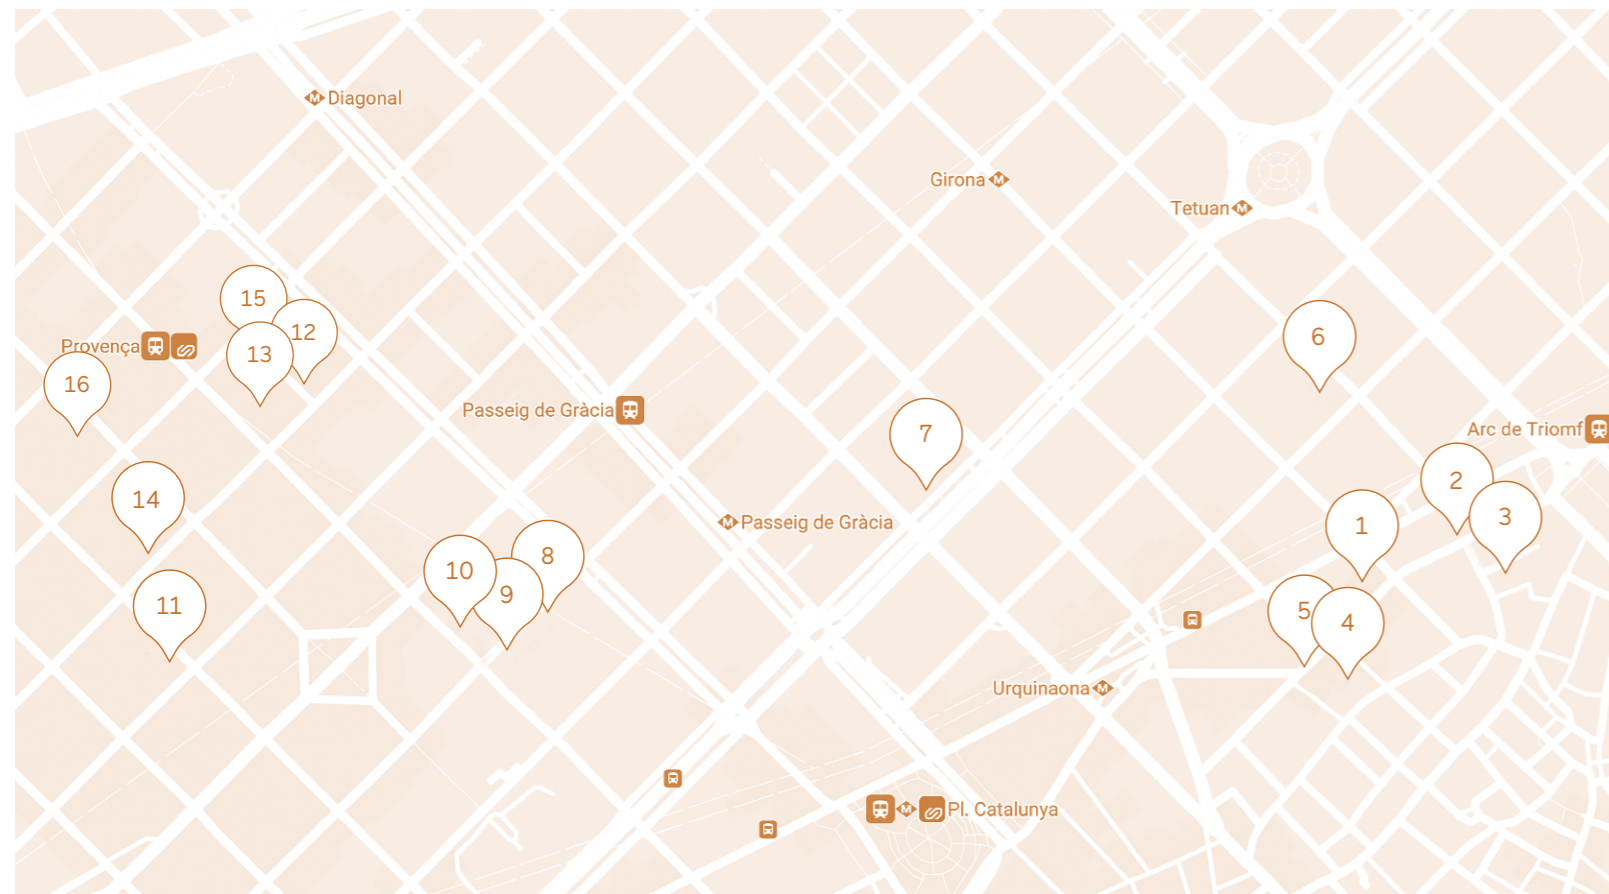 M Diagonal
Girona M
Tetuan M
15
12
6
Provença
13
16
Passeig de Gràcia
7
Arc de Triomf
2
14
3
M Passeig de Gràcia
1
8
10
9
11
5
4
Urquinaona M
M Pl. Catalunya